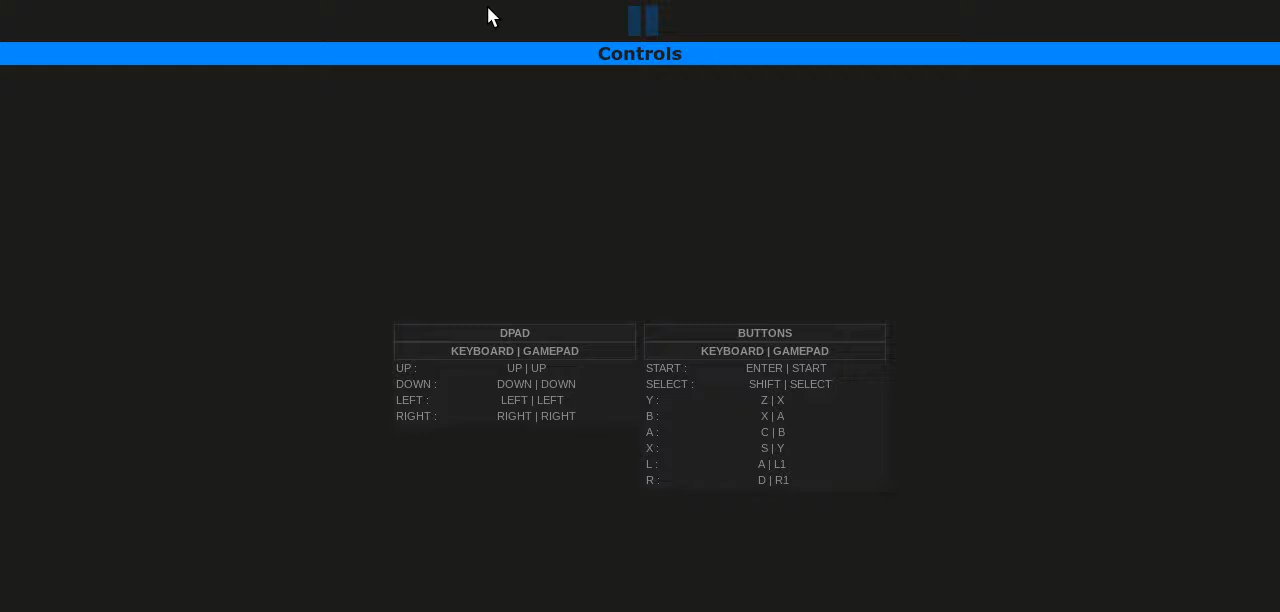 Controls
DPAD
KEYBOARD | GAMEPAD
UP : UP | UP
DOWN : DOWN | DOWN
LEFT : LEFT | LEFT
RIGHT : RIGHT | RIGHT
BUTTONS
KEYBOARD | GAMEPAD
START : ENTER | START
SELECT : SHIFT | SELECT
Y : Z | X
B : X | A
A : C | B
X : S | Y
L : A | L1
R : D | R1